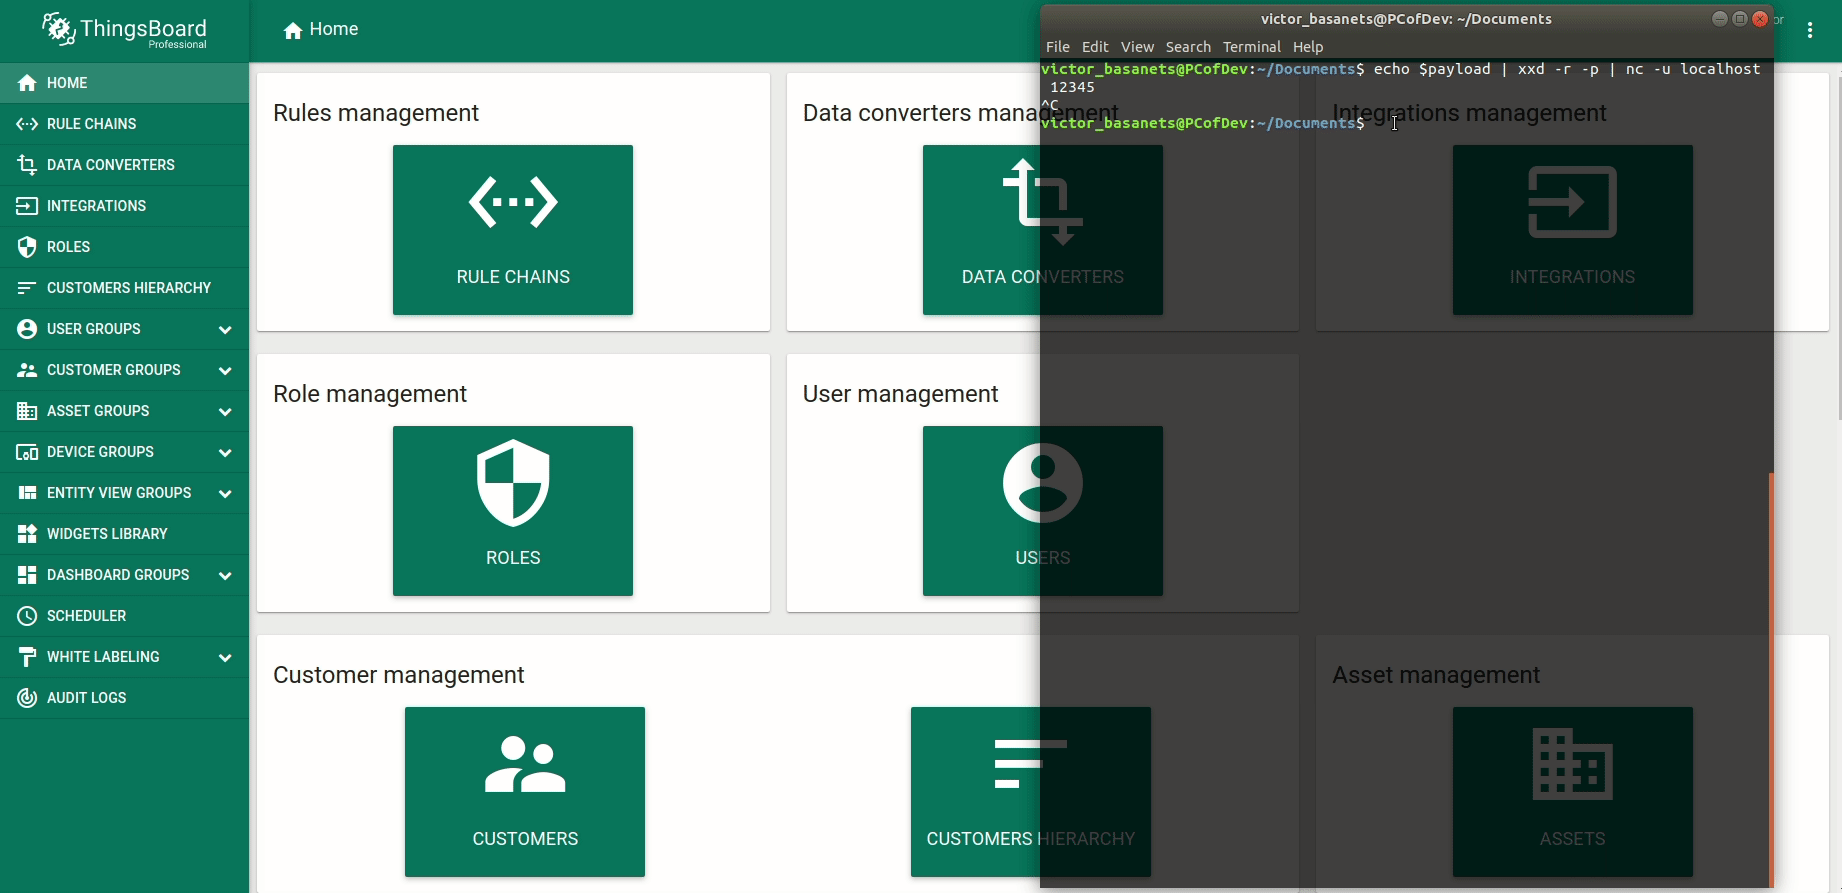 ThingsBoard
Professional
Home
HOME
RULE CHAINS
DATA CONVERTERS
INTEGRATIONS
ROLES
CUSTOMERS HIERARCHY
USER GROUPS
CUSTOMER GROUPS
ASSET GROUPS
DEVICE GROUPS
ENTITY VIEW GROUPS
WIDGETS LIBRARY
DASHBOARD GROUPS
SCHEDULER
WHITE LABELING
AUDIT LOGS
Rules management
RULE CHAINS
Data converters management
DATA CONVERTERS
Integrations management
INTEGRATIONS
Role management
ROLES
User management
USERS
Customer management
CUSTOMERS
CUSTOMERS HIERARCHY
Asset management
ASSETS
victor_basanets@PCofDev: ~/Documents
File Edit View Search Terminal Help
victor_basanets@PCofDev:~/Documents$ echo $payload | xxd -r -p | nc -u localhost
12345
^C
victor_basanets@PCofDev:~/Documents$